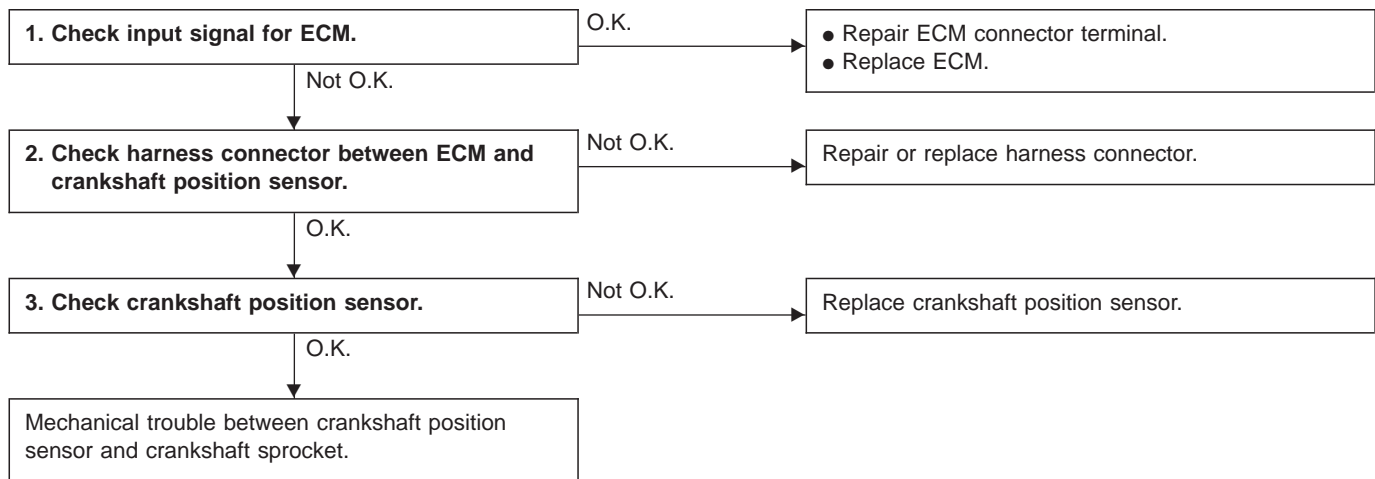 1. Check input signal for ECM.
O.K.
● Repair ECM connector terminal.
● Replace ECM.
Not O.K.
2. Check harness connector between ECM and
crankshaft position sensor.
Not O.K.
Repair or replace harness connector.
O.K.
3. Check crankshaft position sensor.
Not O.K.
Replace crankshaft position sensor.
O.K.
Mechanical trouble between crankshaft position
sensor and crankshaft sprocket.